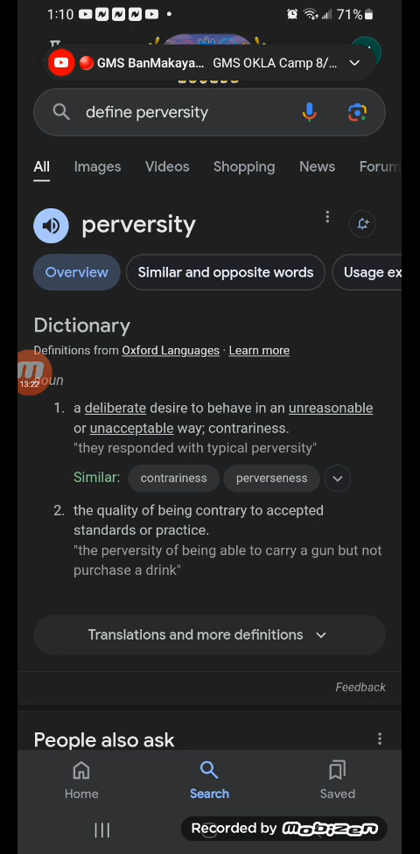 1:10
71%
GMS BanMakaya... GMS OKLA Camp 8/...
define perversity
All Images Videos Shopping News Forum
perversity
Overview Similar and opposite words Usage ex
Dictionary
Definitions from Oxford Languages · Learn more
13:22
noun
1. a deliberate desire to behave in an unreasonable
or unacceptable way; contrariness.
"they responded with typical perversity"
Similar: contrariness perverseness
2. the quality of being contrary to accepted
standards or practice.
"the perversity of being able to carry a gun but not
purchase a drink"
Translations and more definitions
Feedback
People also ask
Home Search Saved
Recorded by mobizen